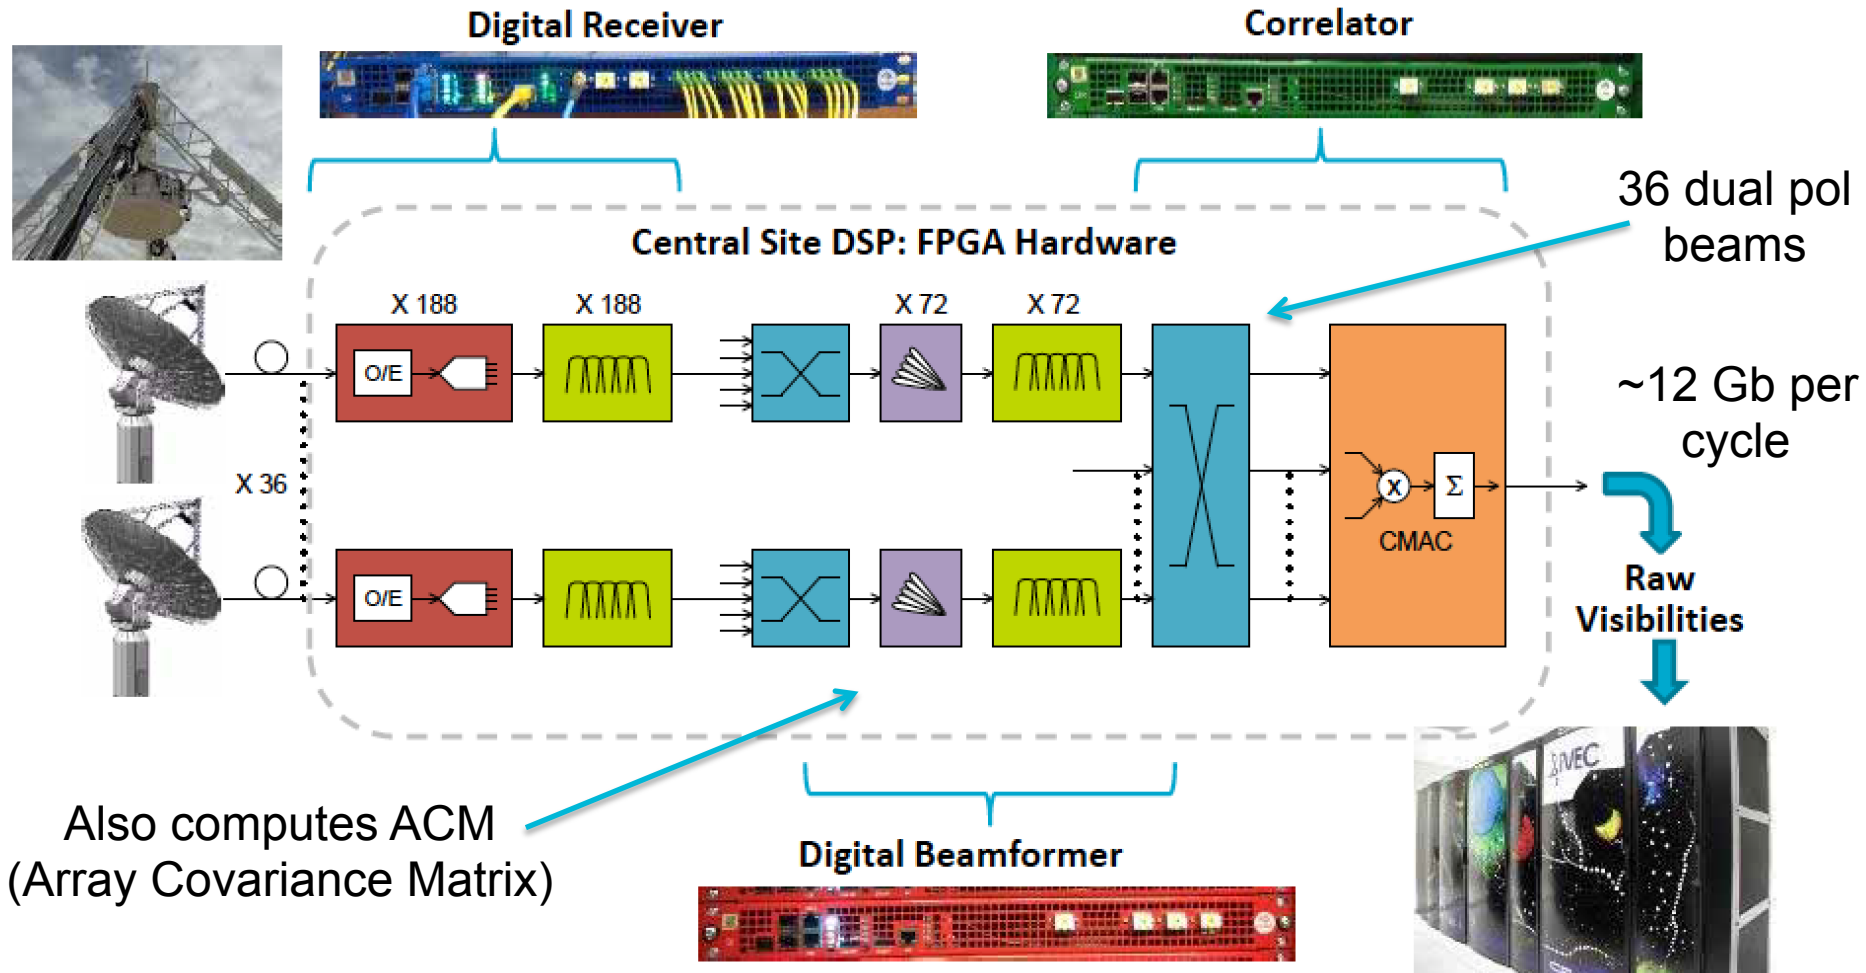 Digital Receiver
Correlator
36 dual pol
beams
Central Site DSP: FPGA Hardware
X 188
X 188
X 72
X 72
O/E
~12 Gb per
cycle
X 36
X
Σ
CMAC
O/E
Raw
Visibilities
Also computes ACM
(Array Covariance Matrix)
Digital Beamformer
iVEC